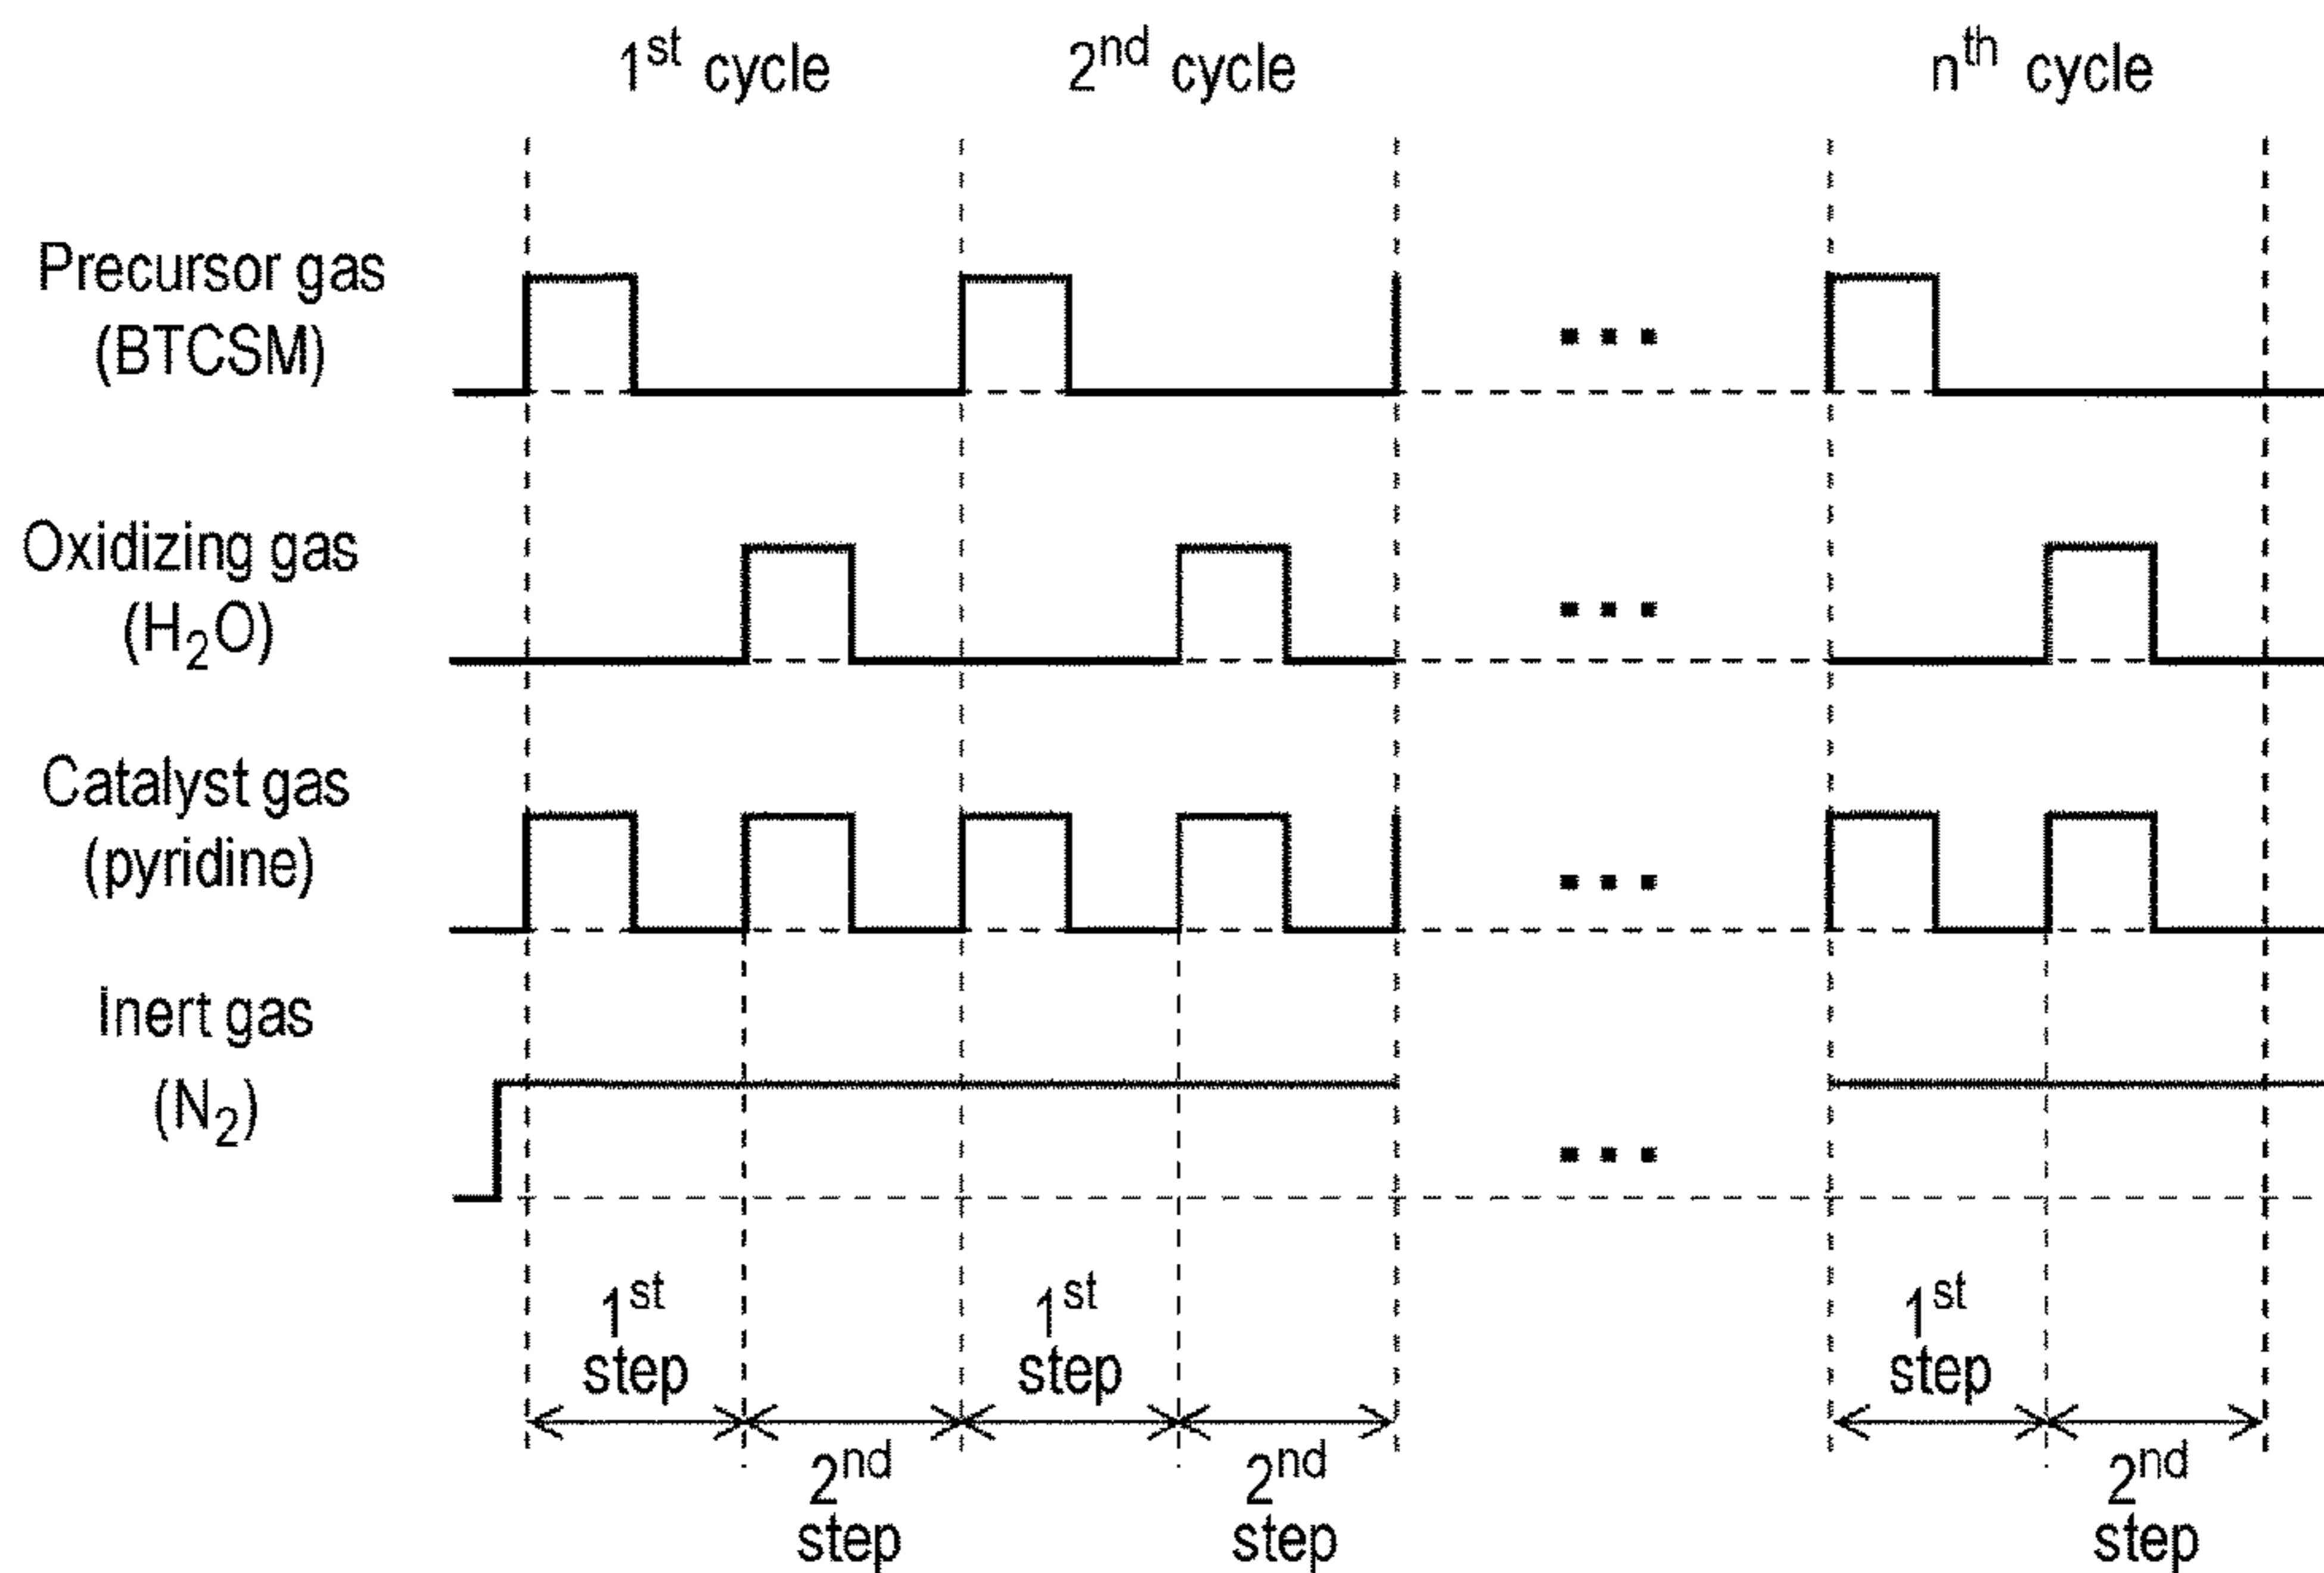 1st cycle 2nd cycle nth cycle
Precursor gas
(BTCSM)
...
Oxidizing gas
(H2O)
...
Catalyst gas
(pyridine)
...
Inert gas
(N2)
...
1st
step
1st
step
1st
step
2nd
step
2nd
step
2nd
step